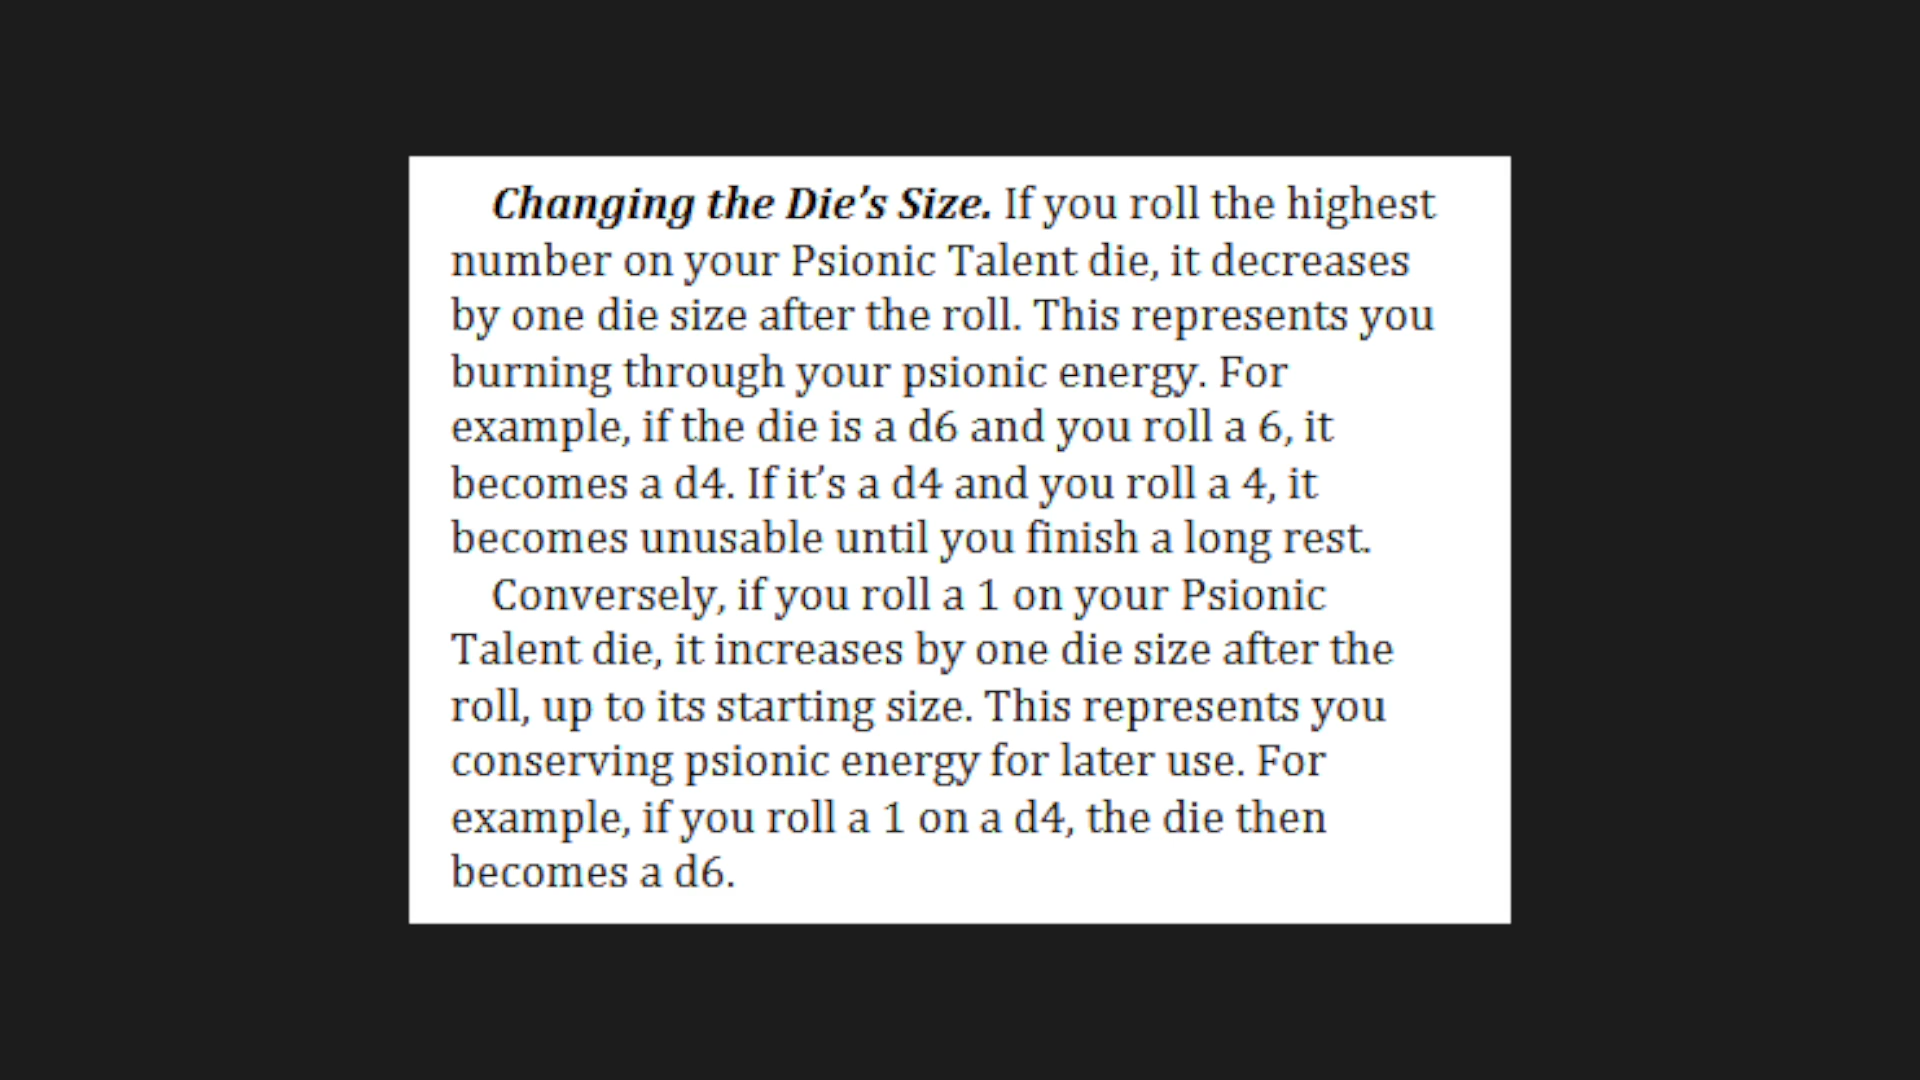 Changing the Die’s Size. If you roll the highest
number on your Psionic Talent die, it decreases
by one die size after the roll. This represents you
burning through your psionic energy. For
example, if the die is a d6 and you roll a 6, it
becomes a d4. If it’s a d4 and you roll a 4, it
becomes unusable until you finish a long rest.
Conversely, if you roll a 1 on your Psionic
Talent die, it increases by one die size after the
roll, up to its starting size. This represents you
conserving psionic energy for later use. For
example, if you roll a 1 on a d4, the die then
becomes a d6.